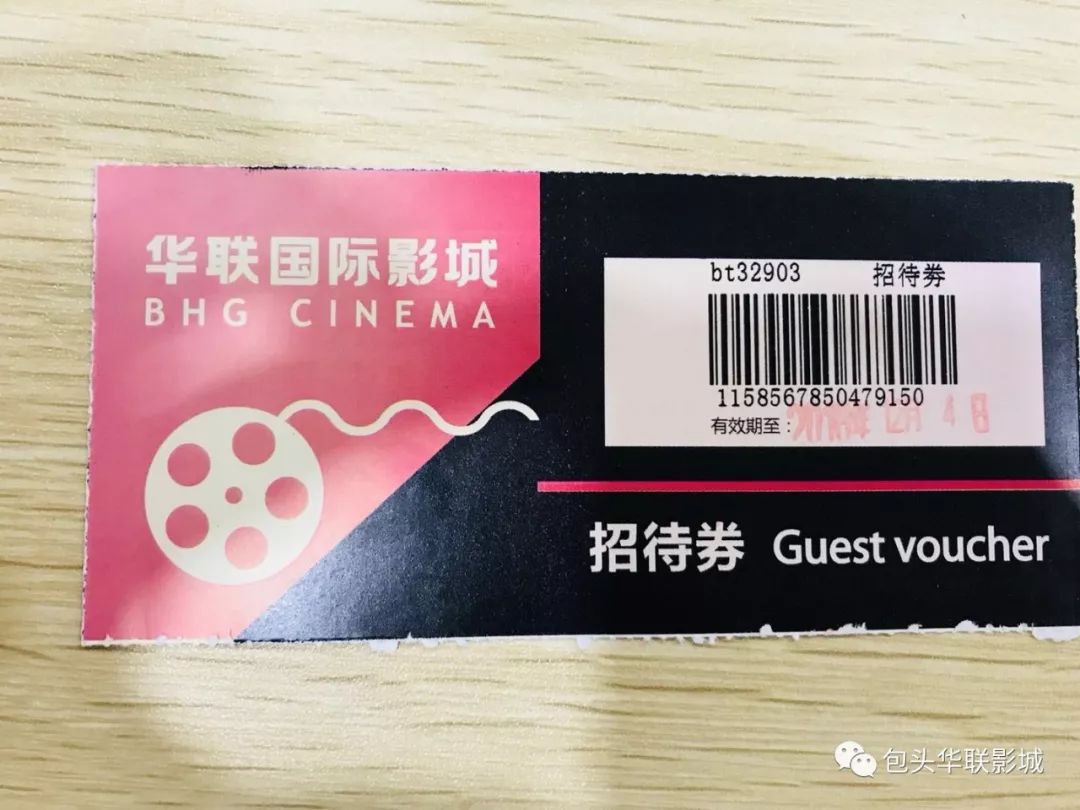 华联国际影城
BHG CINEMA
bt32903 招待劵
1158567850479150
有效期至: 12月 4日
招待券 Guest voucher
包头华联影城